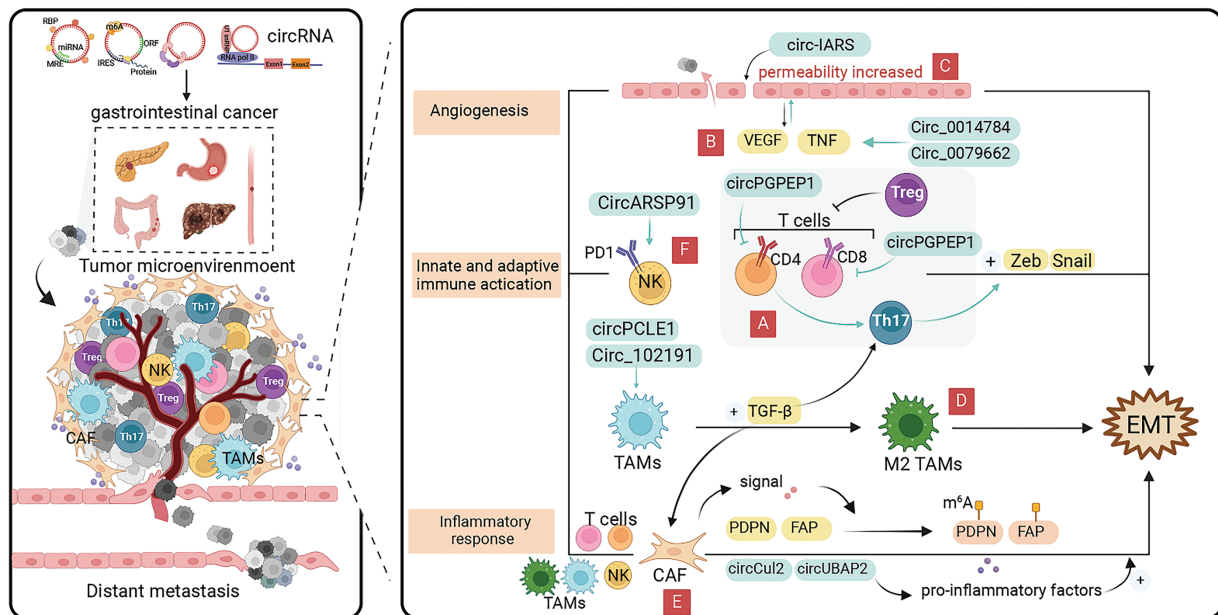 RBP
miRNA
MRE
m6A
ORF
IRES
Protein
U1 snRNP
RNA pol II
Exon1
Exon2
circRNA
gastrointestinal cancer
Tumor microenvirenmoent
Th17
Th17
Treg
NK
Treg
Treg
CAF
Th17
TAMs
Distant metastasis
Angiogenesis
circ-IARS
permeability increased
C
B
VEGF
TNF
Circ_0014784
Circ_0079662
Innate and adaptive
immune actication
CircARSP91
PD1
F
NK
circPGPEP1
Treg
T cells
CD4
CD8
circPGPEP1
A
Th17
+
Zeb
Snail
circPCLE1
Circ_102191
TAMs
+
TGF-β
D
M2 TAMs
EMT
Inflammatory
response
T cells
TAMs
NK
CAF
E
signal
PDPN
FAP
m⁶A
PDPN
FAP
circCul2
circUBAP2
pro-inflammatory factors
+